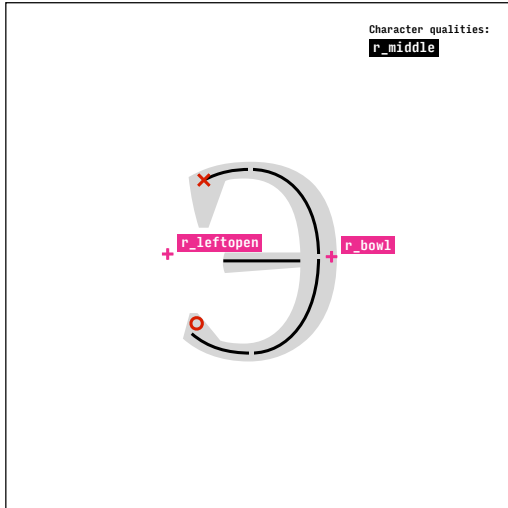 Character qualities:
r_middle
Э
r_leftopen
r_bowl